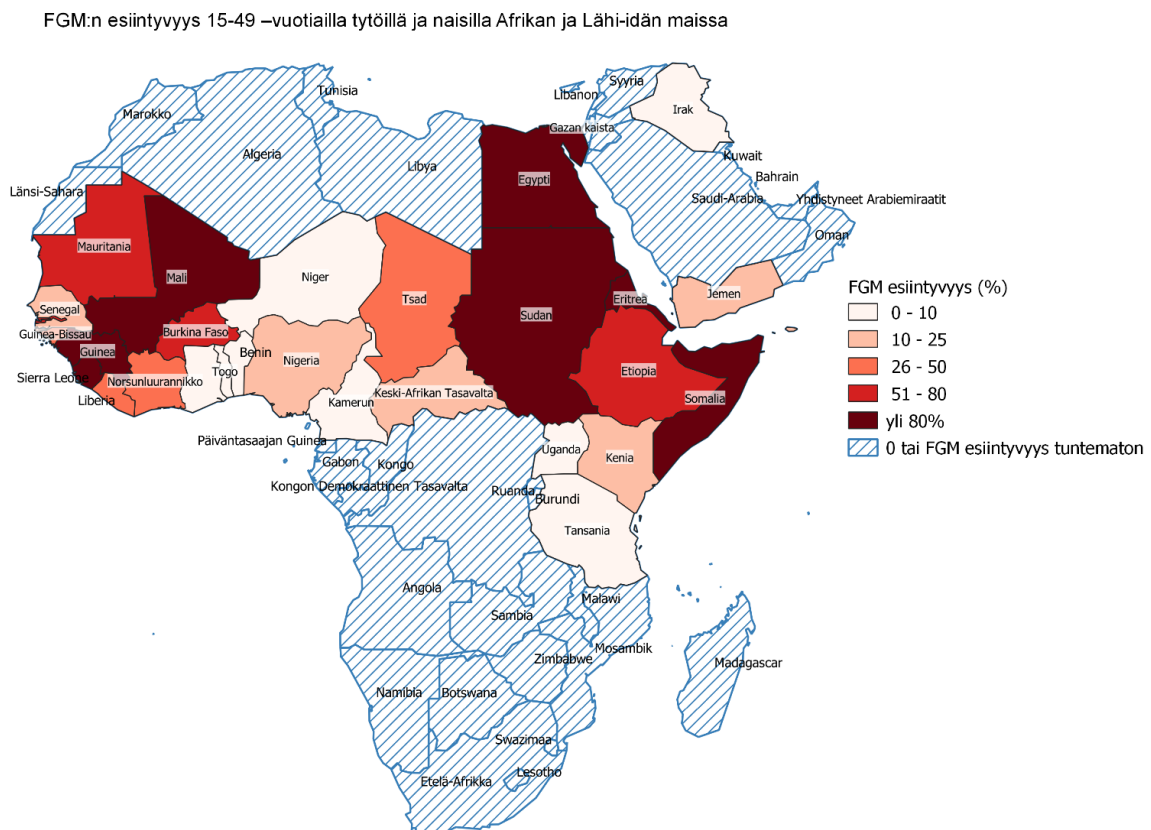 FGM:n esiintyvyys 15-49 –vuotiailla tytöillä ja naisilla Afrikan ja Lähi-idän maissa
Tunisia
Syyria
Libanon
Irak
Marokko
Gazan kaista
Algeria
Libya
Kuwait
Bahrain
Egypti
Länsi-Sahara
Saudi-Arabia
Yhdistyneet Arabiemiraatit
Oman
Mauritania
Mali
Niger
Tsad
Eritrea
Jemen
Senegal
Sudan
Guinea-Bissau
Burkina Faso
Guinea
Benin
Nigeria
Togo
Etiopia
Sierra Leone
Norsunluurannikko
Keski-Afrikan Tasavalta
Somalia
Liberia
Kamerun
Päiväntasaajan Guinea
Uganda
Kenia
Gabon
Kongo
Kongon Demokraattinen Tasavalta
Ruanda
Burundi
Tansania
Angola
Malawi
Sambia
Mosambik
Zimbabwe
Madagascar
Namibia
Botswana
Swazimaa
Lesotho
Etelä-Afrikka
FGM esiintyvyys (%)
0 - 10
10 - 25
26 - 50
51 - 80
yli 80%
0 tai FGM esiintyvyys tuntematon